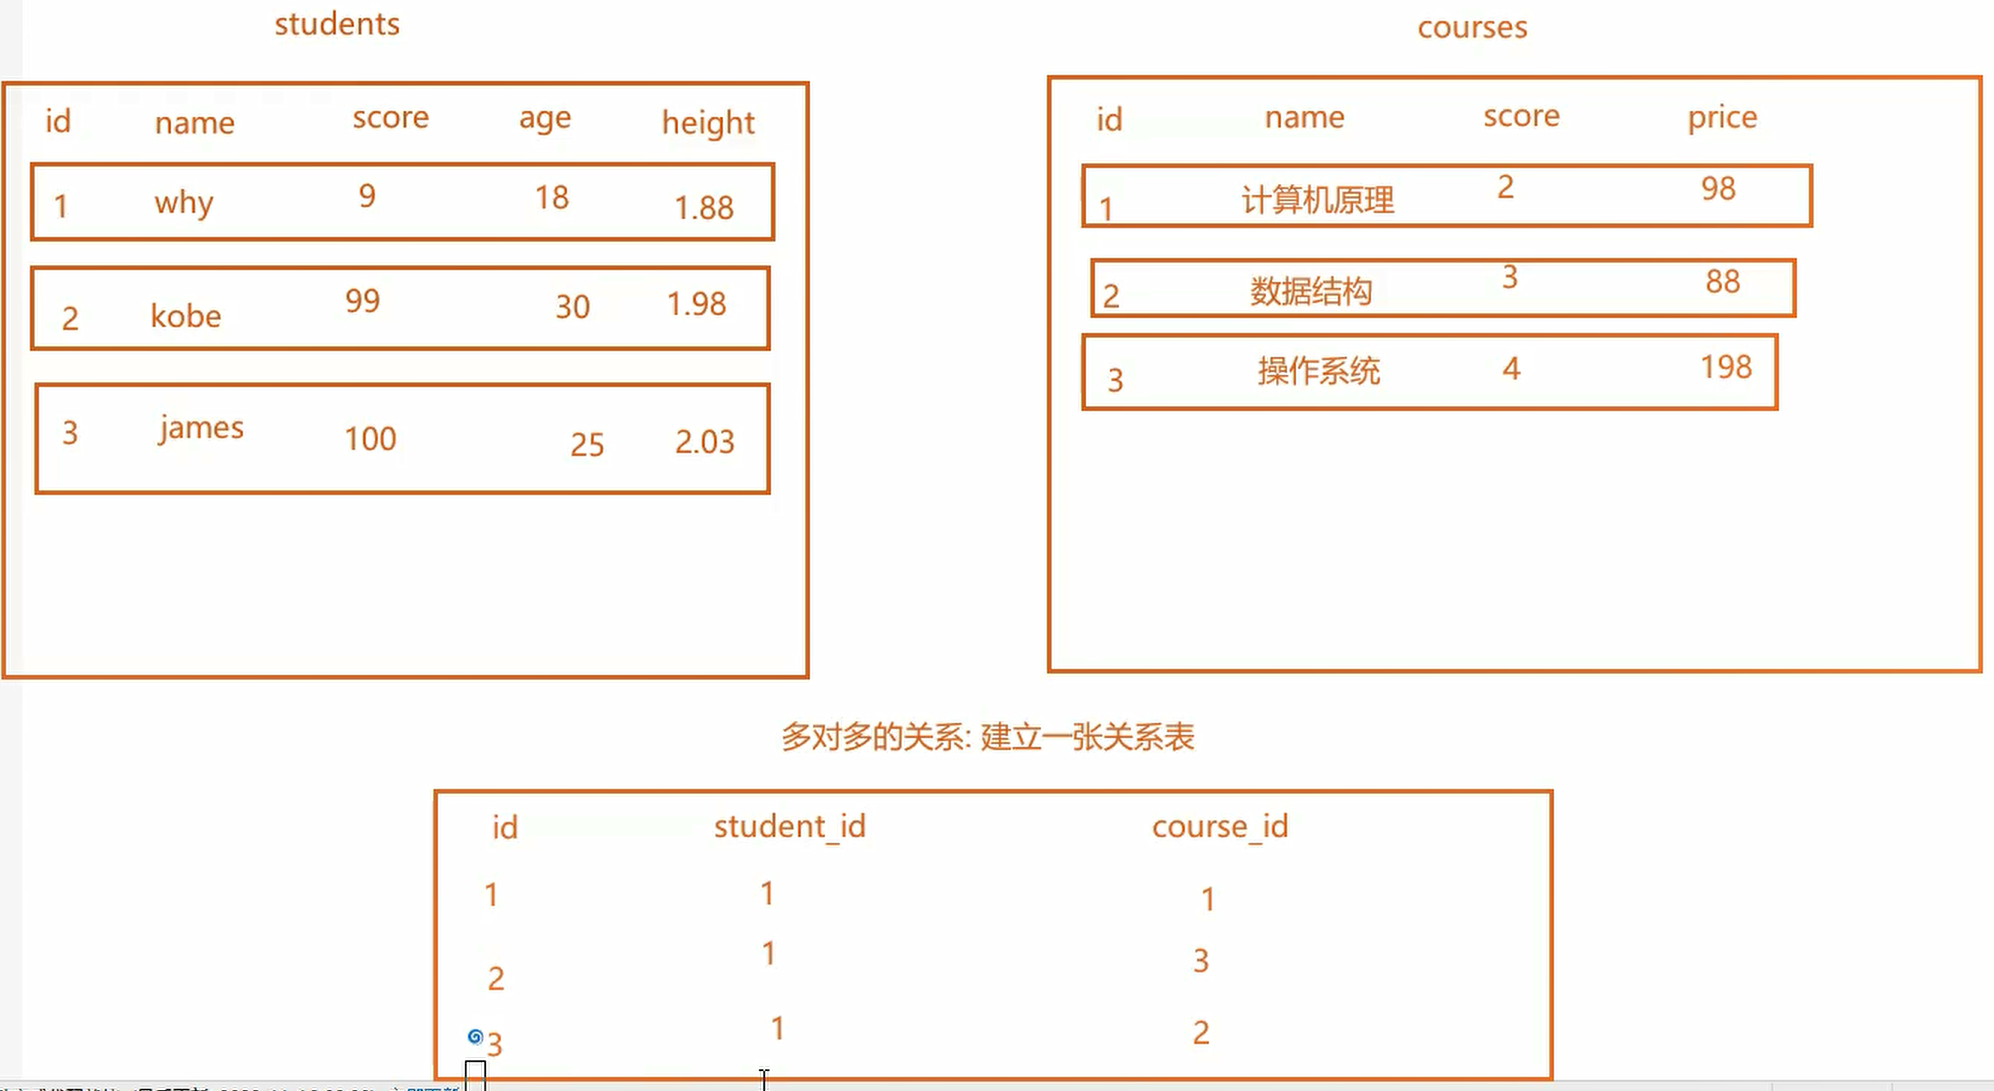 students
id name score age height
1 why 9 18 1.88
2 kobe 99 30 1.98
3 james 100 25 2.03
courses
id name score price
1 计算机原理 2 98
2 数据结构 3 88
3 操作系统 4 198
多对多的关系: 建立一张关系表
id student_id course_id
1 1 1
2 1 3
3 1 2